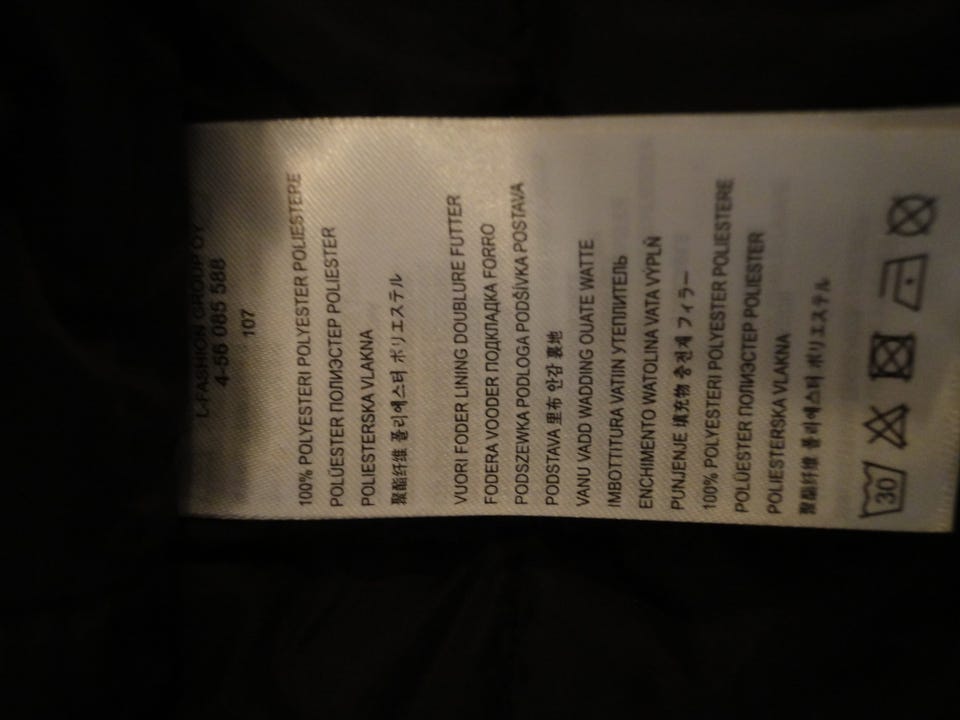 L-FASHION GROUP OY
4-56 085 588
107
100% POLYESTERI POLYESTER POLIESTERE
POLÜESTER ПОЛИЭСТЕР POLIESTER
POLIESTERSKA VLAKNA
聚酯纤维 폴리에스터 ポリエステル
VUORI FODER LINING DOUBLURE FUTTER
FODERA VOODER ПОДКЛАДКА FORRO
PODSZEWKA PODLOGA PODŠÍVKA POSTAVA
PODSTAVA 里布 안감 裏地
VANU VADD WADDING OUATE WATTE
IMBOTTITURA VATIIN УТЕПЛИТЕЛЬ
ENCHIMENTO WATOLINA VATA VÝPLŇ
PUNJENJE 填充物 충전제 フィラー
100% POLYESTERI POLYESTER POLIESTERE
POLÜESTER ПОЛИЭСТЕР POLIESTER
POLIESTERSKA VLAKNA
聚酯纤维 폴리에스터 ポリエステル
30